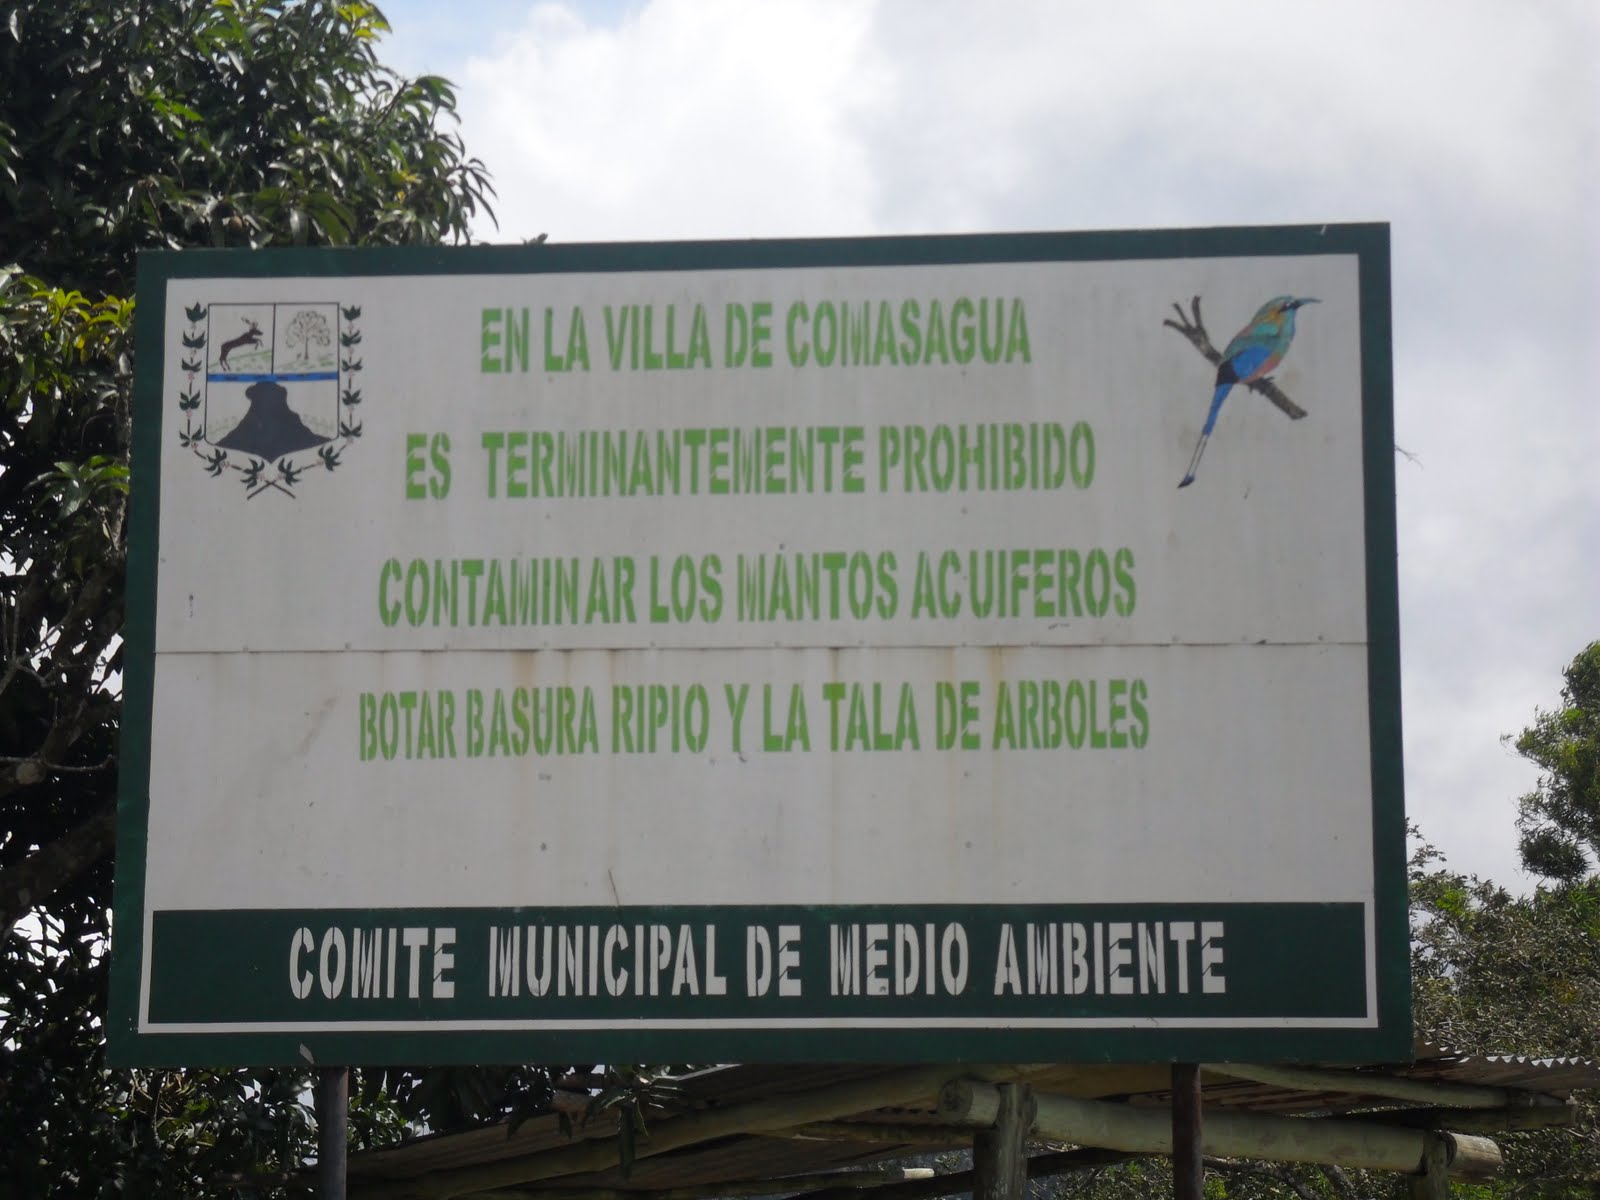 EN LA VILLA DE COMASAGUA
ES TERMINANTEMENTE PROHIBIDO
CONTAMINAR LOS MANTOS ACUIFEROS
BOTAR BASURA RIPIO Y LA TALA DE ARBOLES
COMITE MUNICIPAL DE MEDIO AMBIENTE